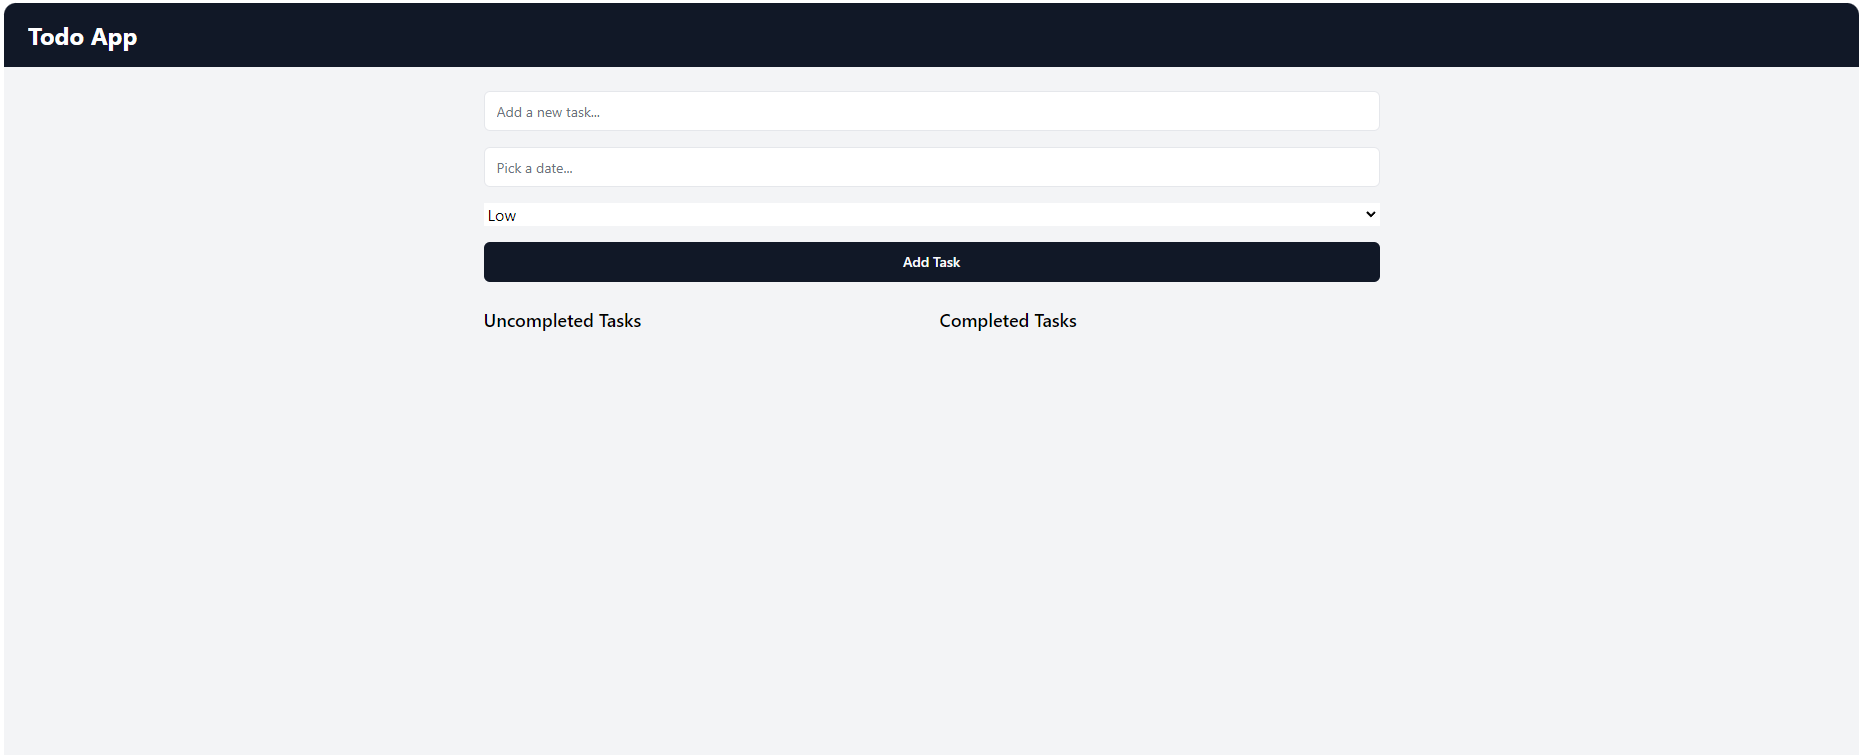 Todo App
Add a new task...
Pick a date...
Low
Add Task
Uncompleted Tasks
Completed Tasks